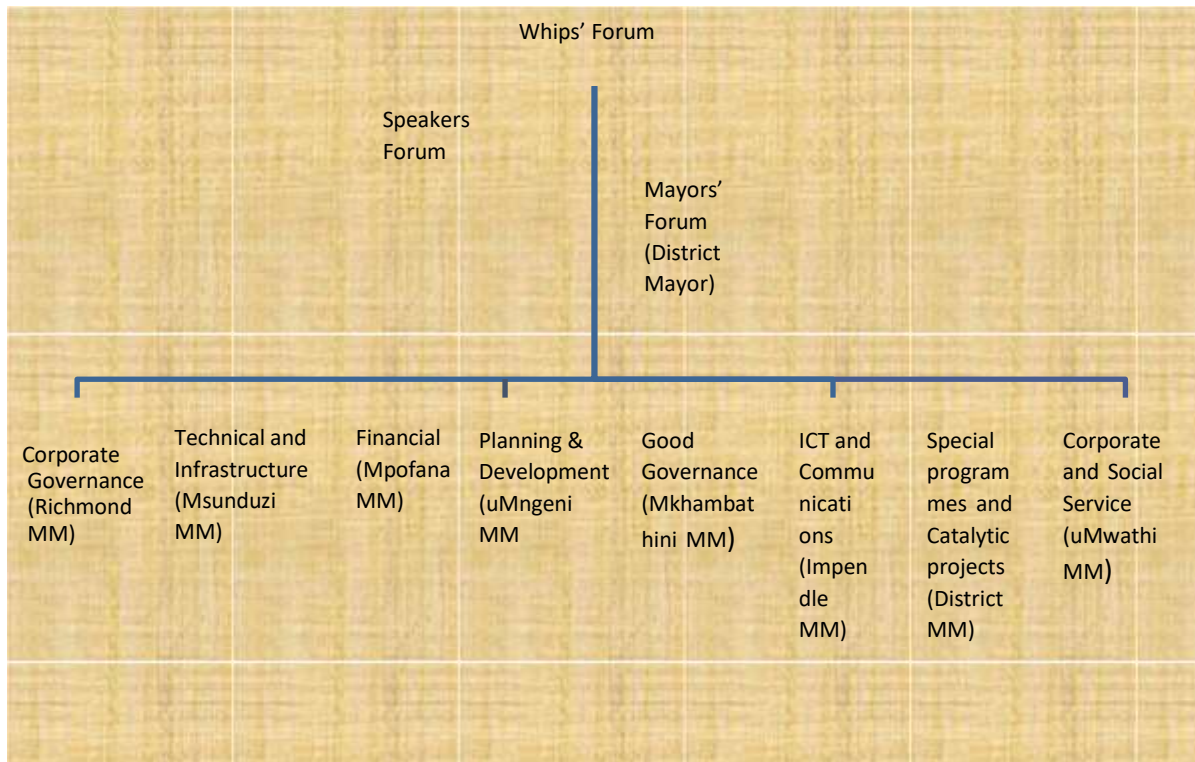 Whips’ Forum
Speakers
Forum
Mayors’
Forum
(District
Mayor)
Corporate
Governance
(Richmond
MM)
Technical and
Infrastructure
(Msunduzi
MM)
Financial
(Mpofana
MM)
Planning &
Development
(uMngeni
MM
Good
Governance
(Mkhambat
hini MM)
ICT and
Commu
nicati
ons
(Impen
dle
MM)
Special
program
mes and
Catalytic
projects
(District
MM)
Corporate
and Social
Service
(uMwathi
MM)